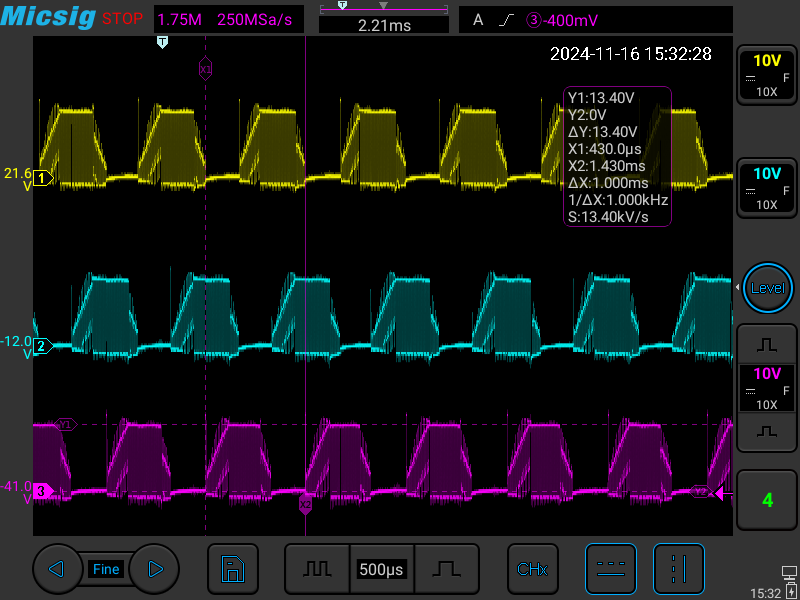 Micsig STOP 1.75M 250MSa/s T 2.21ms A 3 -400mV
T
2024-11-16 15:32:28
X1
10V
F
10X
Y1:13.40V
Y2:0V
ΔY:13.40V
X1:430.0μs
X2:1.430ms
ΔX:1.000ms
1/ΔX:1.000kHz
S:13.40kV/s
21.6
V
1
10V
F
10X
Level
-12.0
V
2
10V
F
10X
Y1
-41.0
V
3
Y2
X2
4
Fine
500μs
CHx
15:32